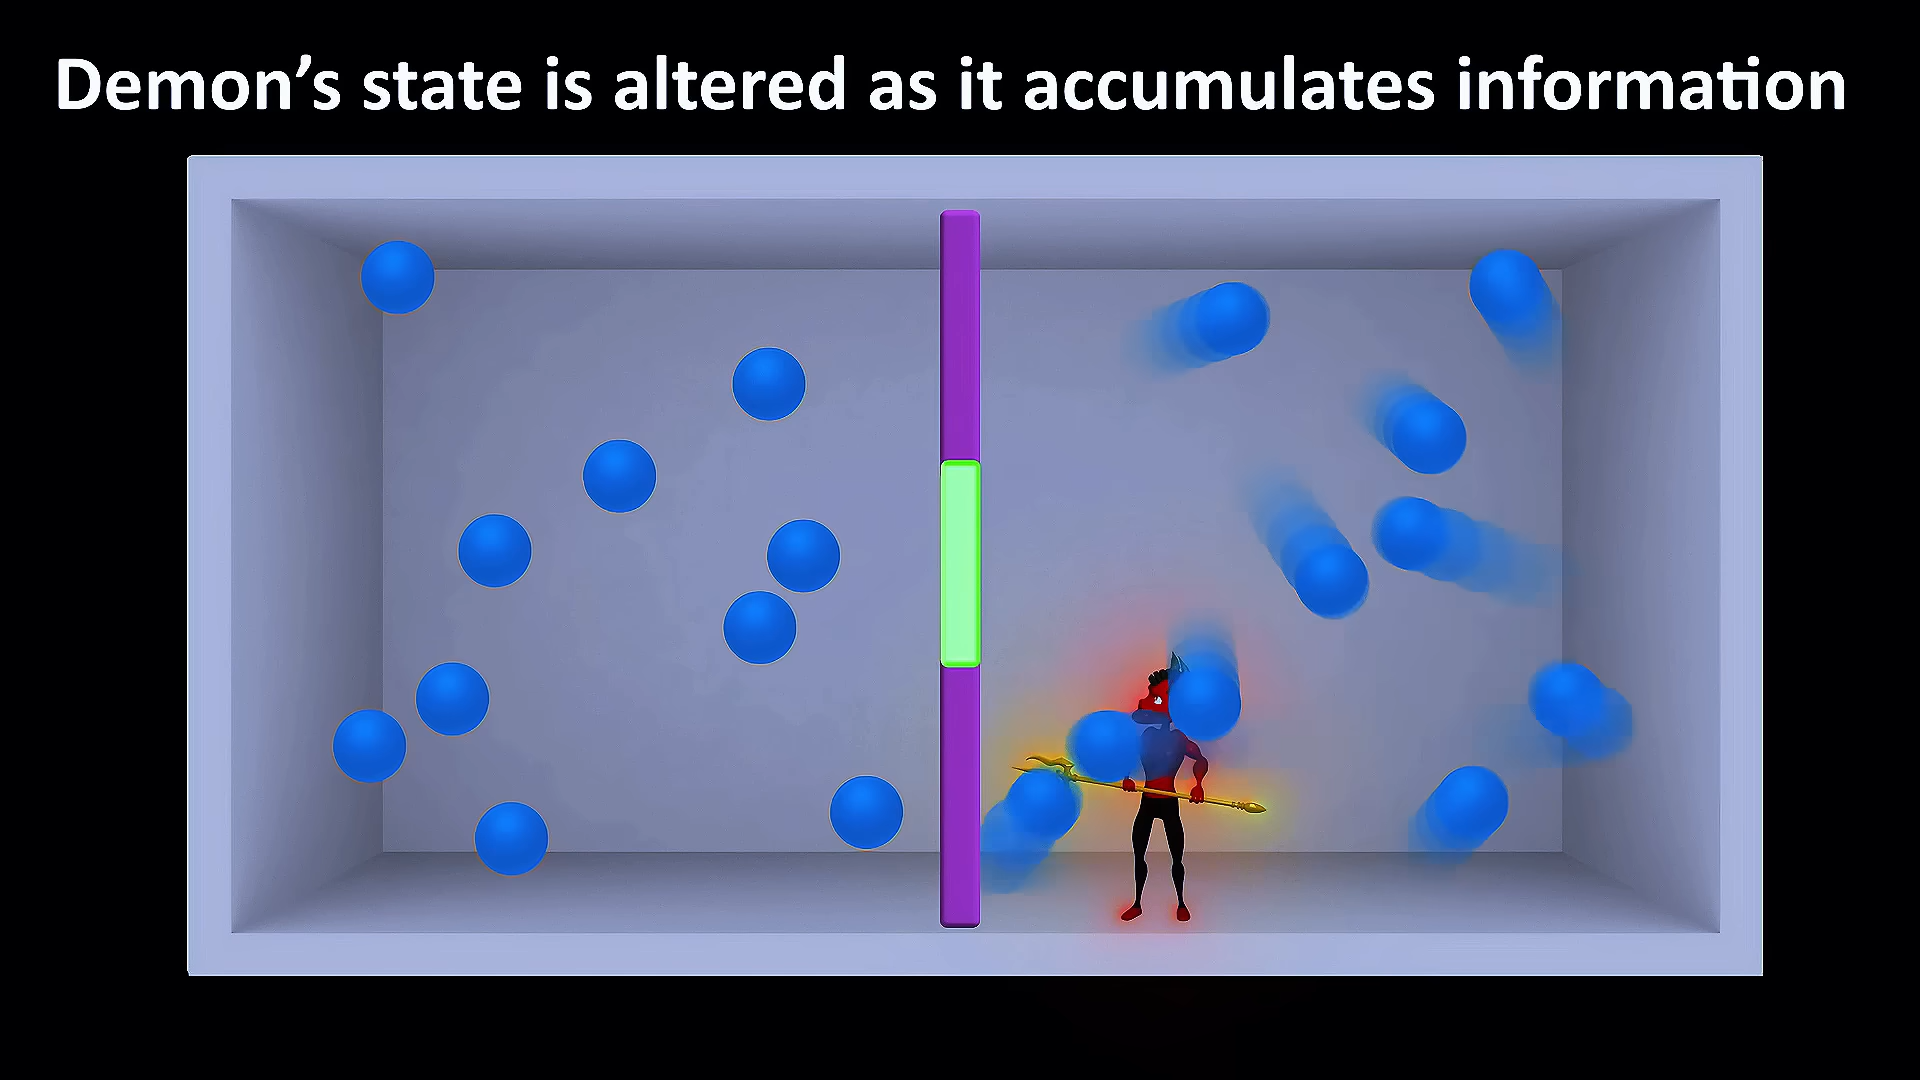 Demon’s state is altered as it accumulates information